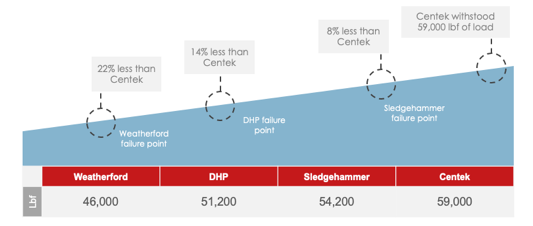 Centek withstood
59,000 lbf of load
8% less than
Centek
14% less than
Centek
22% less than
Centek
Weatherford
failure point
DHP failure
point
Sledgehammer
failure point
Weatherford DHP Sledgehammer Centek
Lbf 46,000 51,200 54,200 59,000